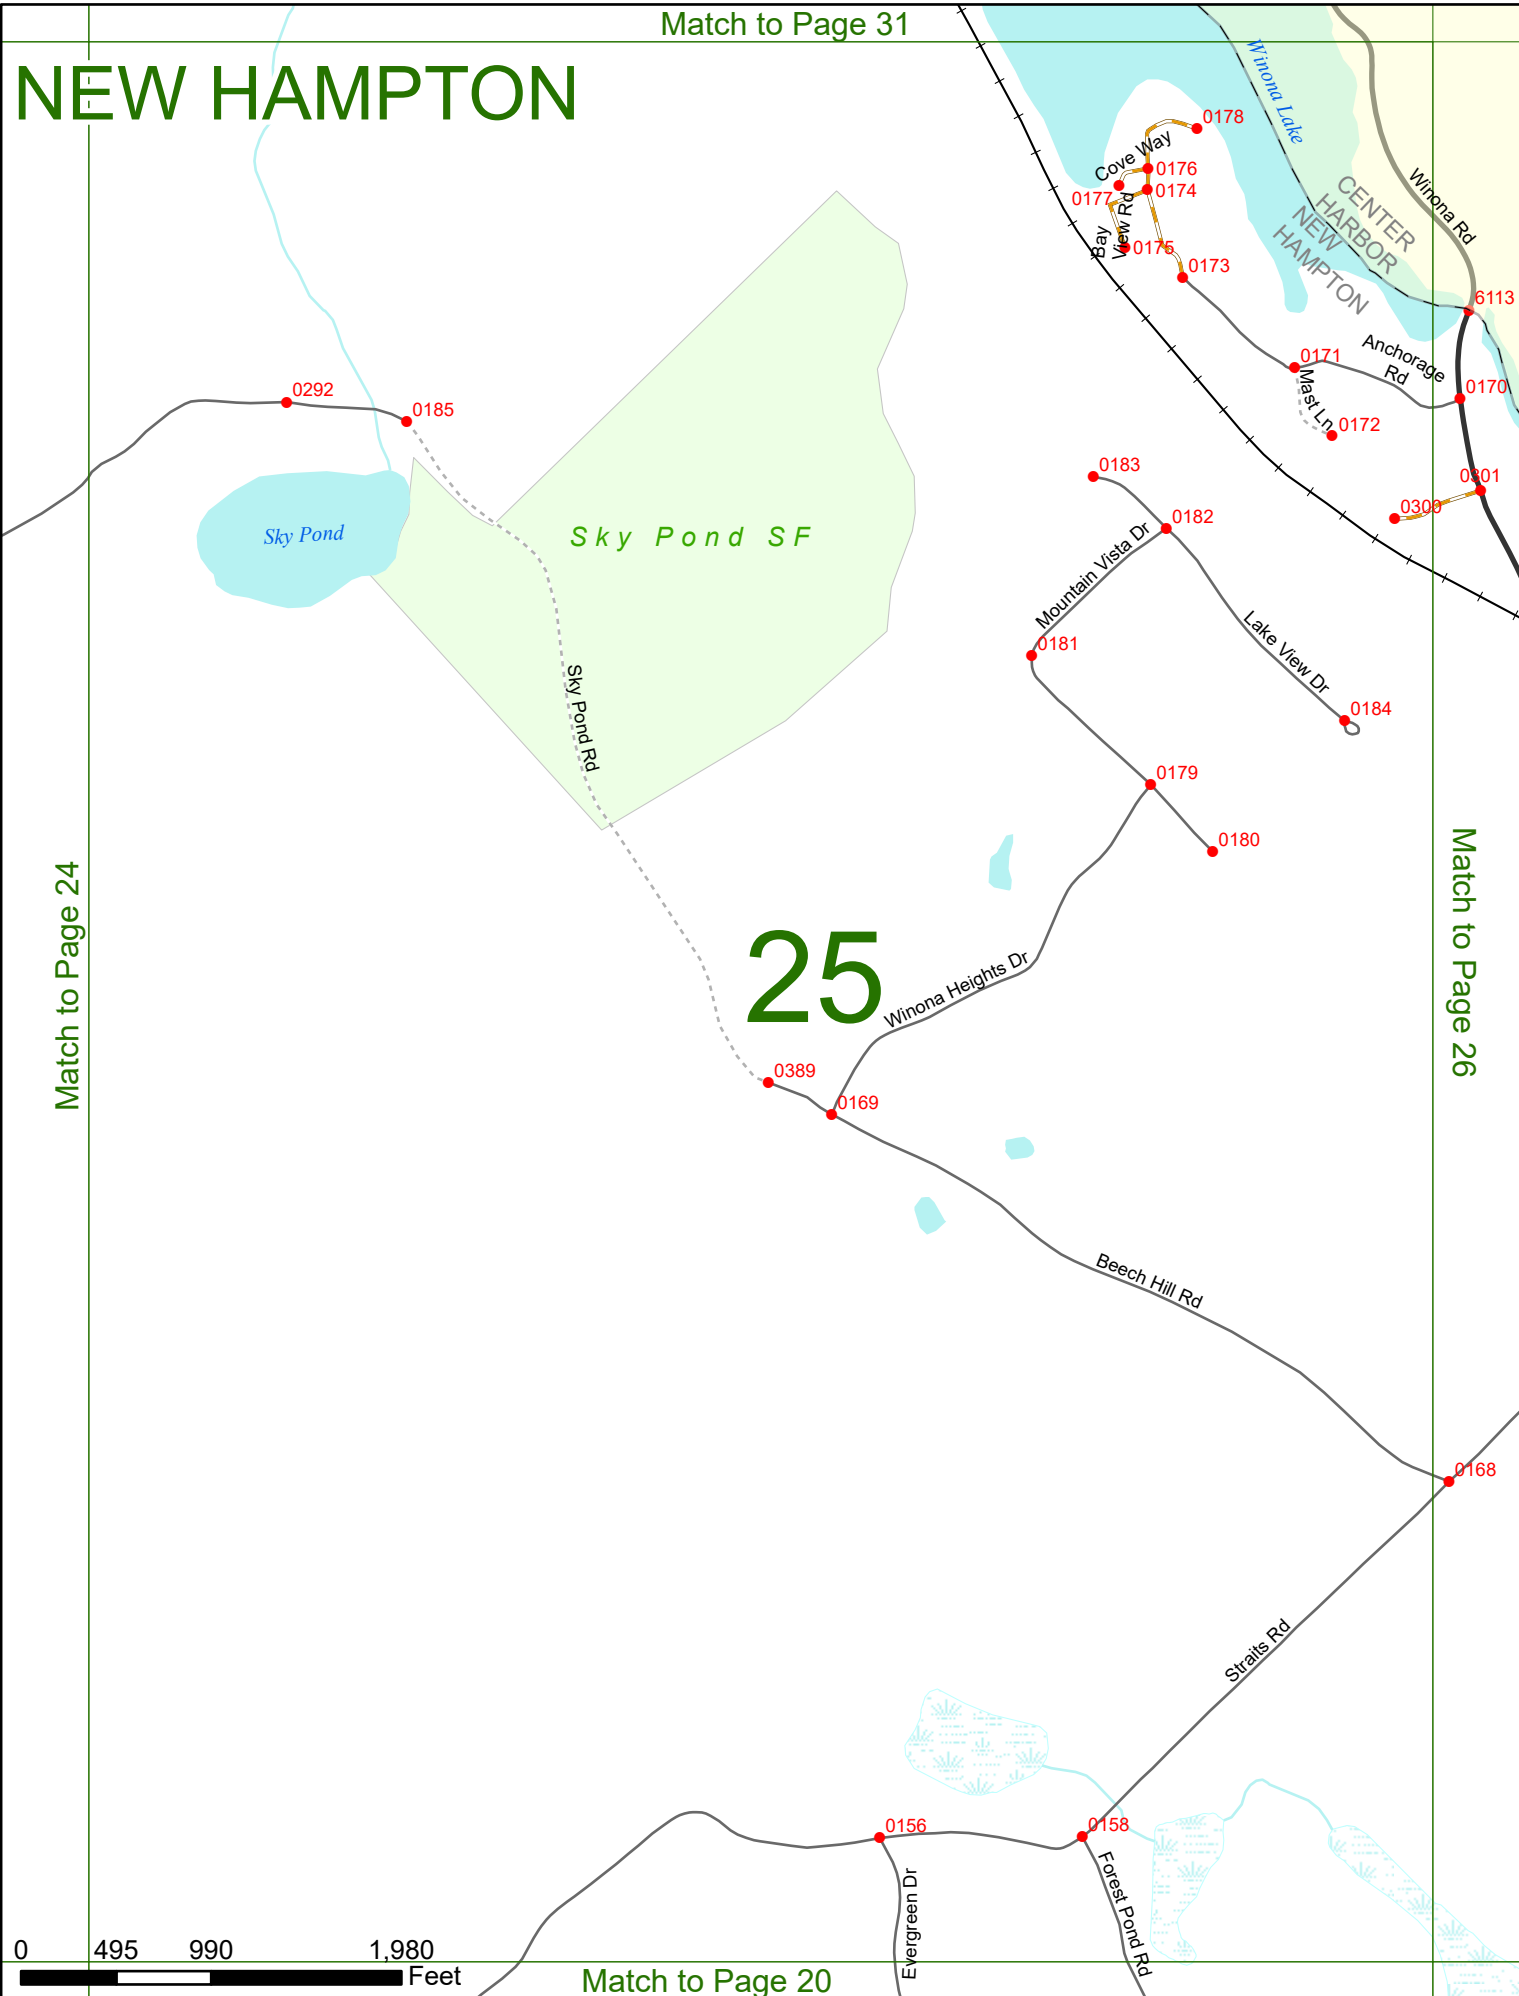 Match to Page 31
NEW HAMPTON
Winona Lake
0178
Cove Way
0176
0177
0174
Bay
View Rd
0175
0173
CENTER
HARBOR
NEW
HAMPTON
Winona Rd
6113
0171
Anchorage
Rd
0170
Mast Ln
0172
0292
0185
0183
0301
0300
Sky Pond
Sky Pond SF
0182
Mountain Vista Dr
0181
Lake View Dr
Sky Pond Rd
0184
0179
0180
Match to Page 24
Match to Page 26
25
Winona Heights Dr
0389
0169
Beech Hill Rd
0168
Straits Rd
0156
0158
Evergreen Dr
Forest Pond Rd
0 495 990 1,980
Feet
Match to Page 20